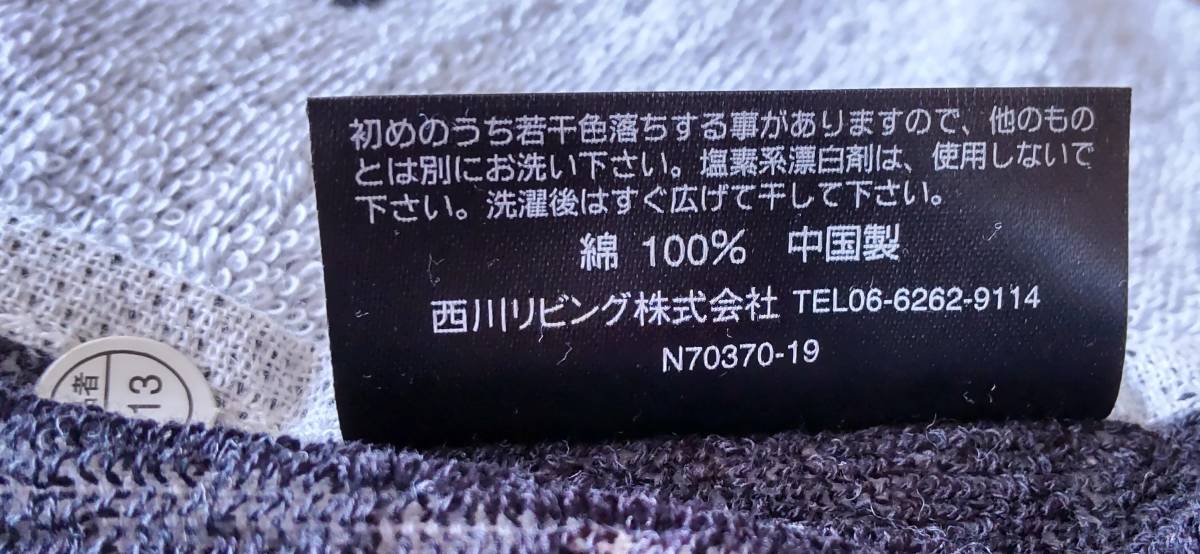 初めのうち若干色落ちする事がありますので、他のもの
とは別にお洗い下さい。塩素系漂白剤は、使用しないで
下さい。洗濯後はすぐ広げて干して下さい。
綿 100% 中国製
西川リビング株式会社 TEL06-6262-9114
N70370-19
者
13